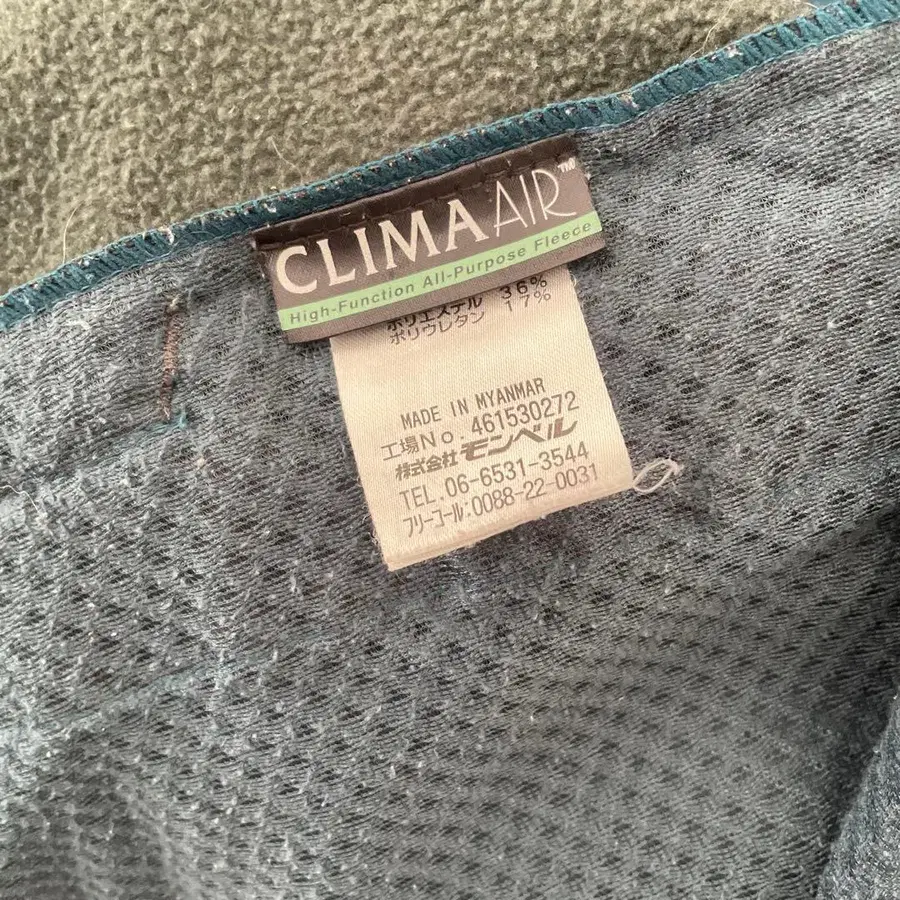 CLIMAAIR™
High-Function All-Purpose Fleece
ポリエステル 36%
ポリウレタン 17%
MADE IN MYANMAR
工場No. 461530272
株式会社モンベル
TEL.06-6531-3544
フリーコール:0088-22-0031